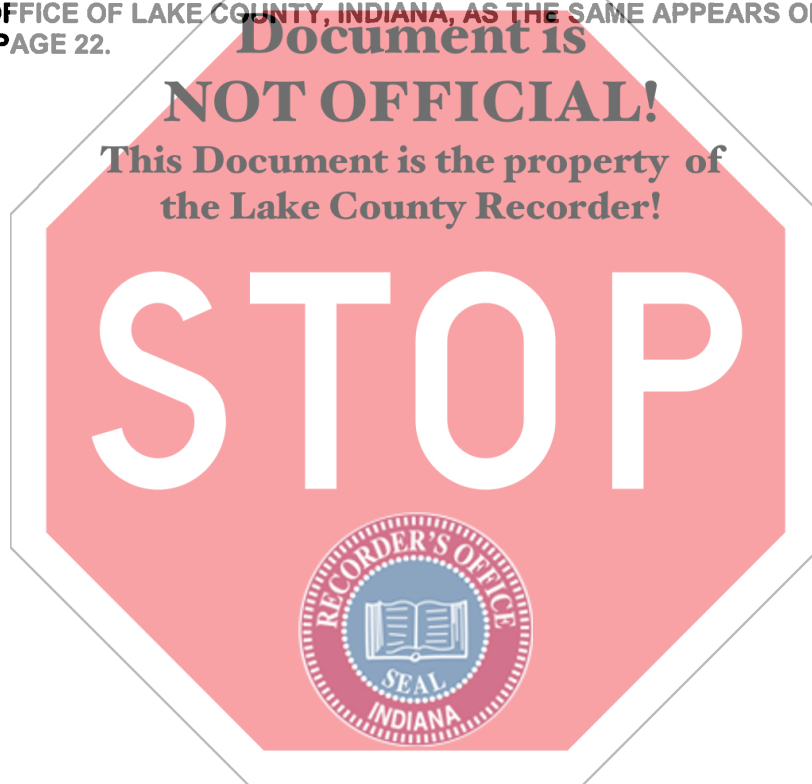 OFFICE OF LAKE COUNTY, INDIANA, AS THE SAME APPEARS
PAGE 22.
Document is
NOT OFFICIAL!
This Document is the property of
the Lake County Recorder!
STOP
RECORDER'S OFFICE
SEAL
INDIANA